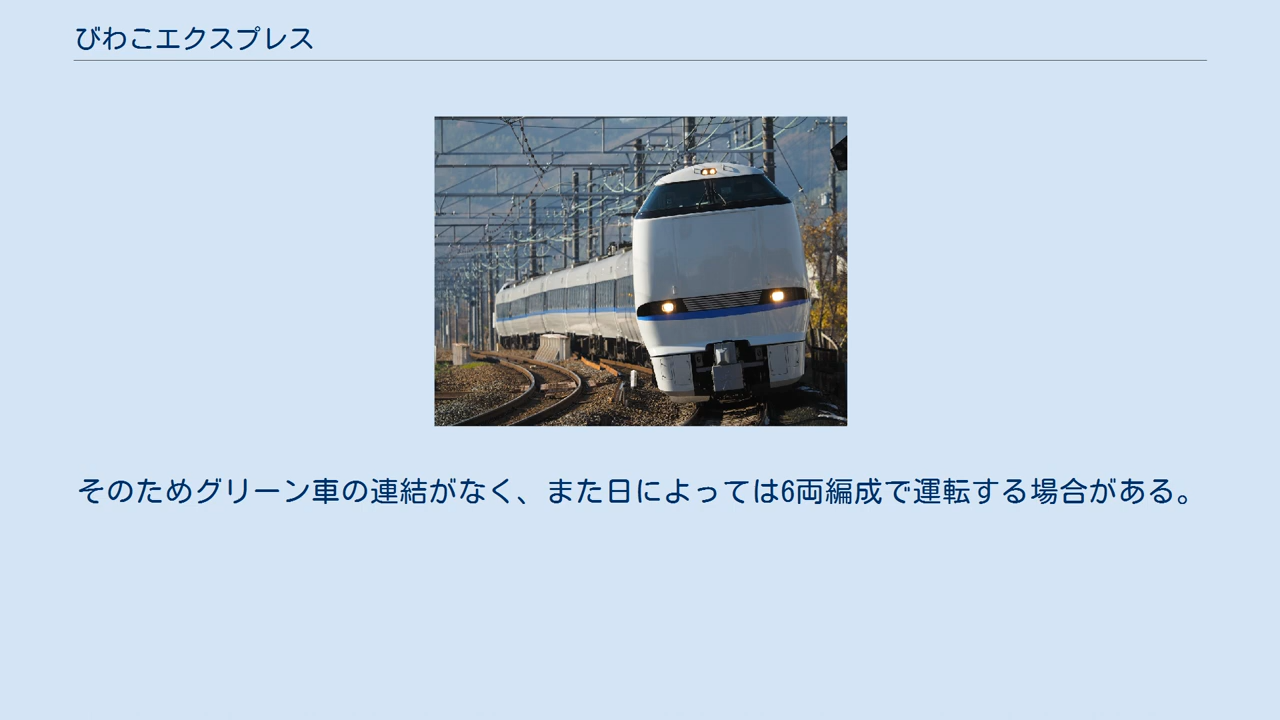 びわこエクスプレス
そのためグリーン車の連結がなく、また日によっては6両編成で運転する場合がある。